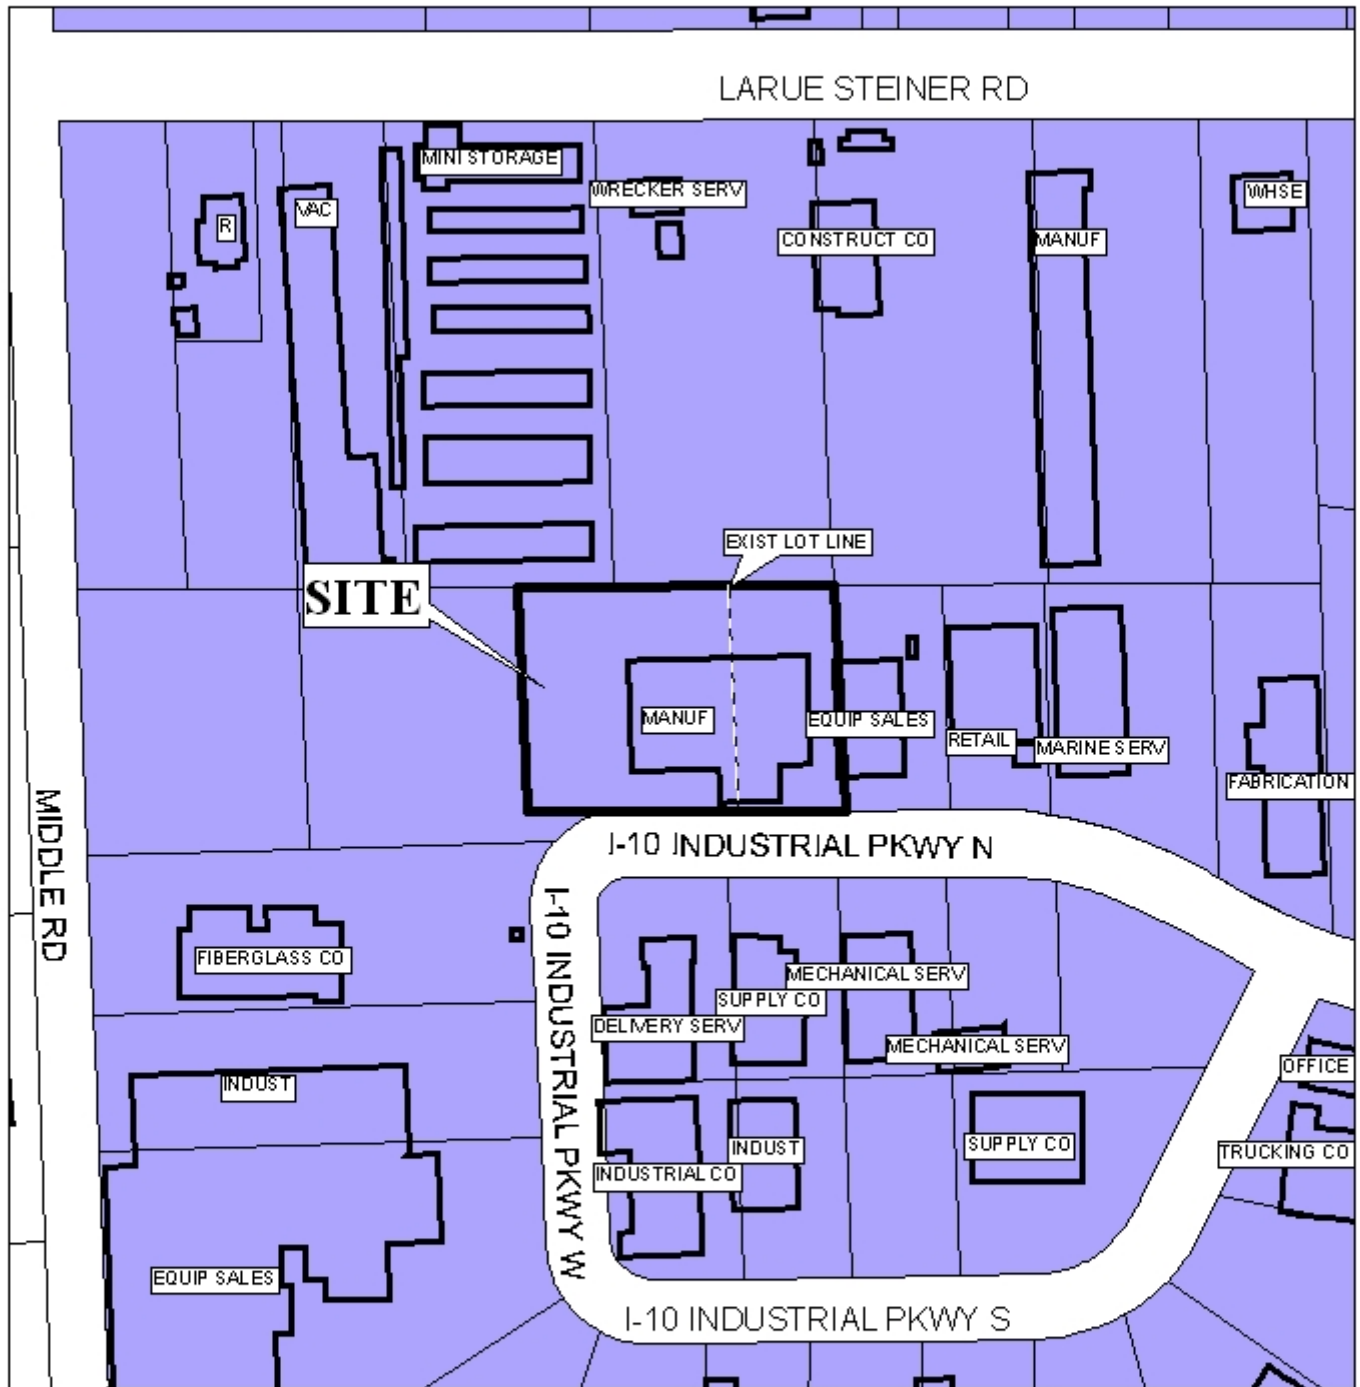 LARUE STEINER RD
MINI STORAGE
WRECKER SERV
WHSE
R
VAC
CONSTRUCT CO
MANUF
EXIST LOT LINE
SITE
MANUF
EQUIP SALES
RETAIL
MARINE SERV
FABRICATION
MIDDLE RD
I-10 INDUSTRIAL PKWY N
I-10 INDUSTRIAL PKWY W
FIBERGLASS CO
MECHANICAL SERV
SUPPLY CO
DELIVERY SERV
MECHANICAL SERV
OFFICE
INDUST
INDUST
SUPPLY CO
TRUCKING CO
INDUSTRIAL CO
EQUIP SALES
I-10 INDUSTRIAL PKWY S